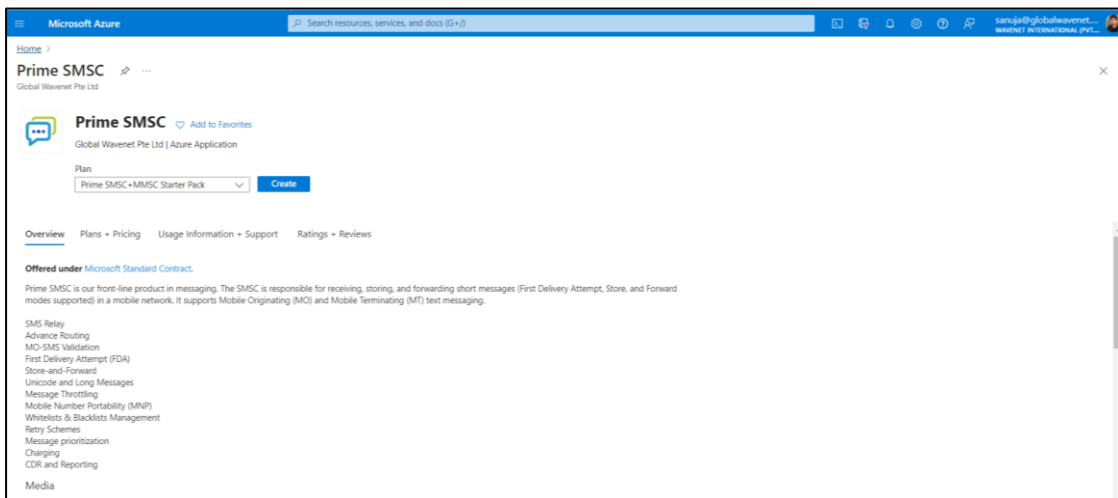 Microsoft Azure
Search resources, services, and docs (G+/)
sanuja@globalwavenet....
WAVENET INTERNATIONAL (PVT....
Home >
Prime SMSC
Global Wavenet Pte Ltd
Prime SMSC
Add to Favorites
Global Wavenet Pte Ltd | Azure Application
Plan
Prime SMSC+MMSC Starter Pack
Create
Overview
Plans + Pricing
Usage Information + Support
Ratings + Reviews
Offered under Microsoft Standard Contract.
Prime SMSC is our front-line product in messaging. The SMSC is responsible for receiving, storing, and forwarding short messages (First Delivery Attempt, Store, and Forward
modes supported) in a mobile network. It supports Mobile Originating (MO) and Mobile Terminating (MT) text messaging.
SMS Relay
Advance Routing
MO-SMS Validation
First Delivery Attempt (FDA)
Store-and-Forward
Unicode and Long Messages
Message Throttling
Mobile Number Portability (MNP)
Whitelists & Blacklists Management
Retry Schemes
Message prioritization
Charging
CDR and Reporting
Media